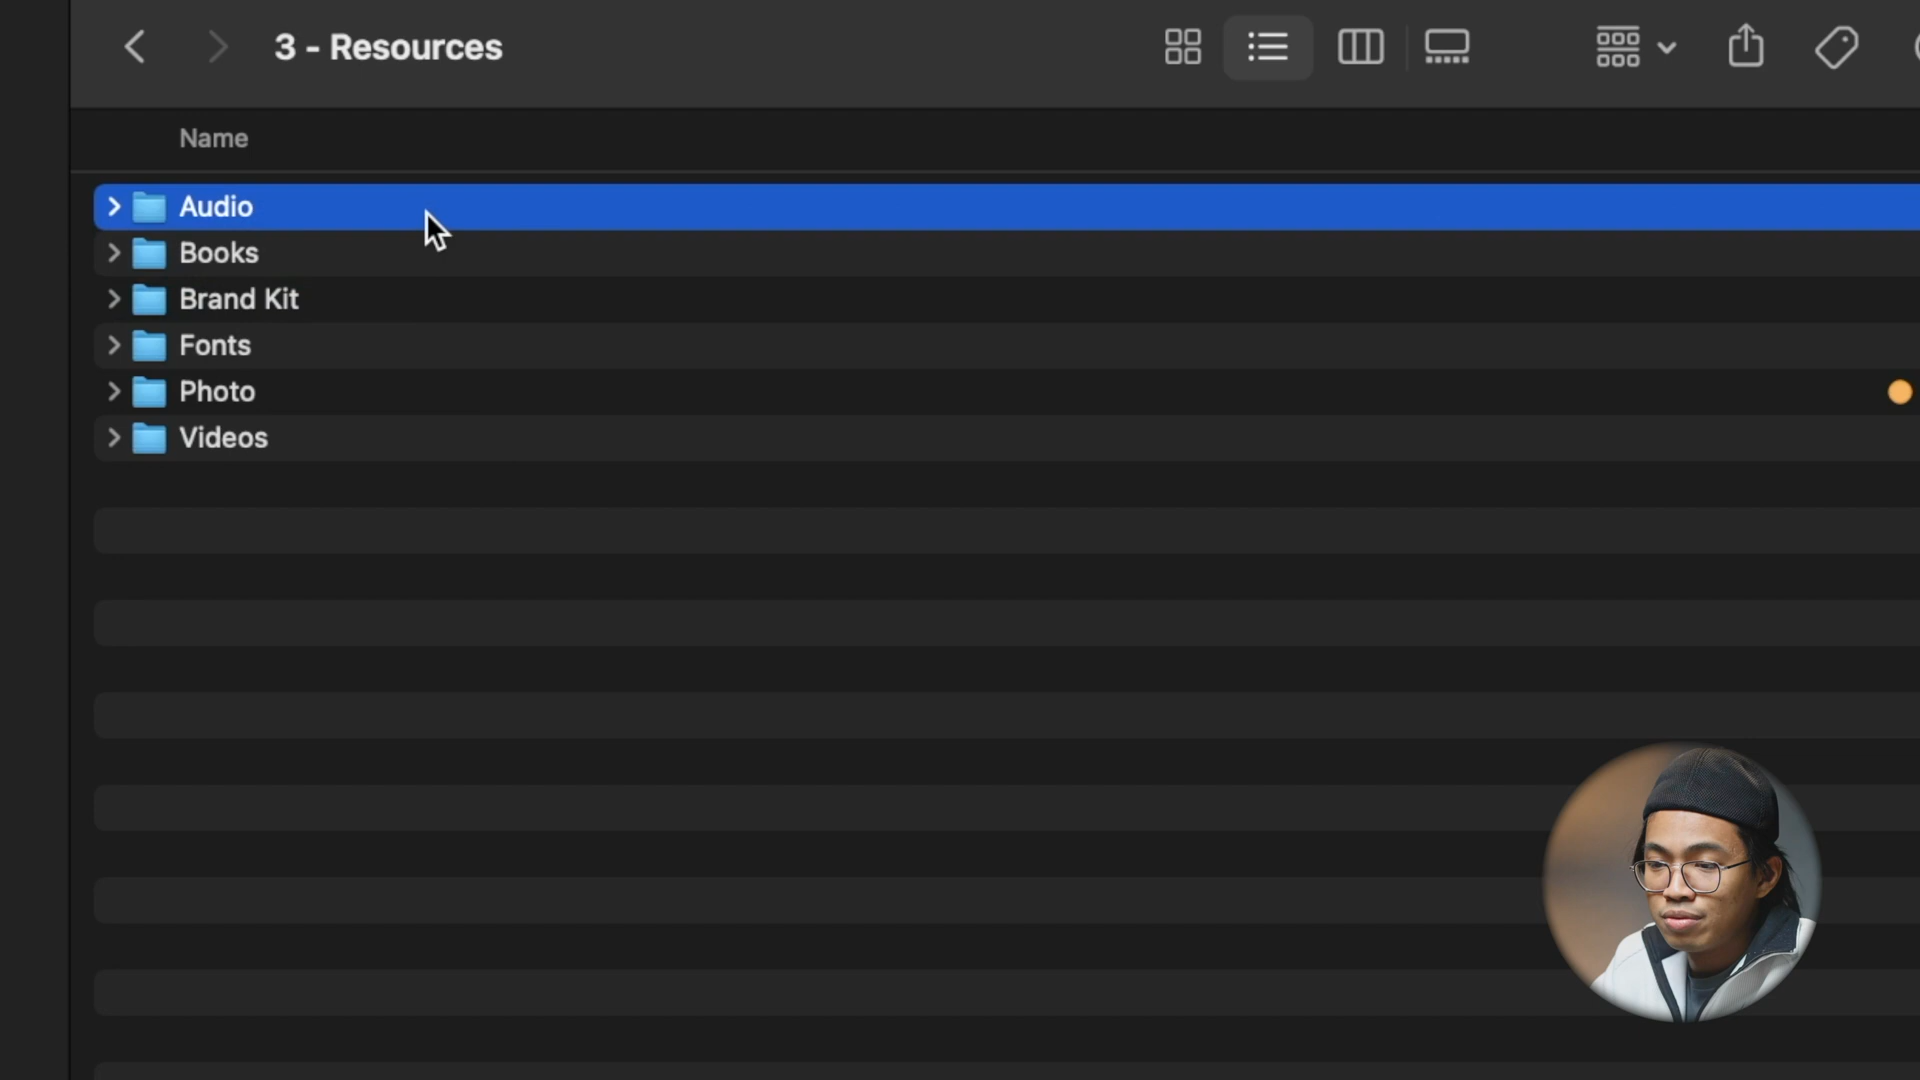 3 - Resources
Name
Audio
Books
Brand Kit
Fonts
Photo
Videos